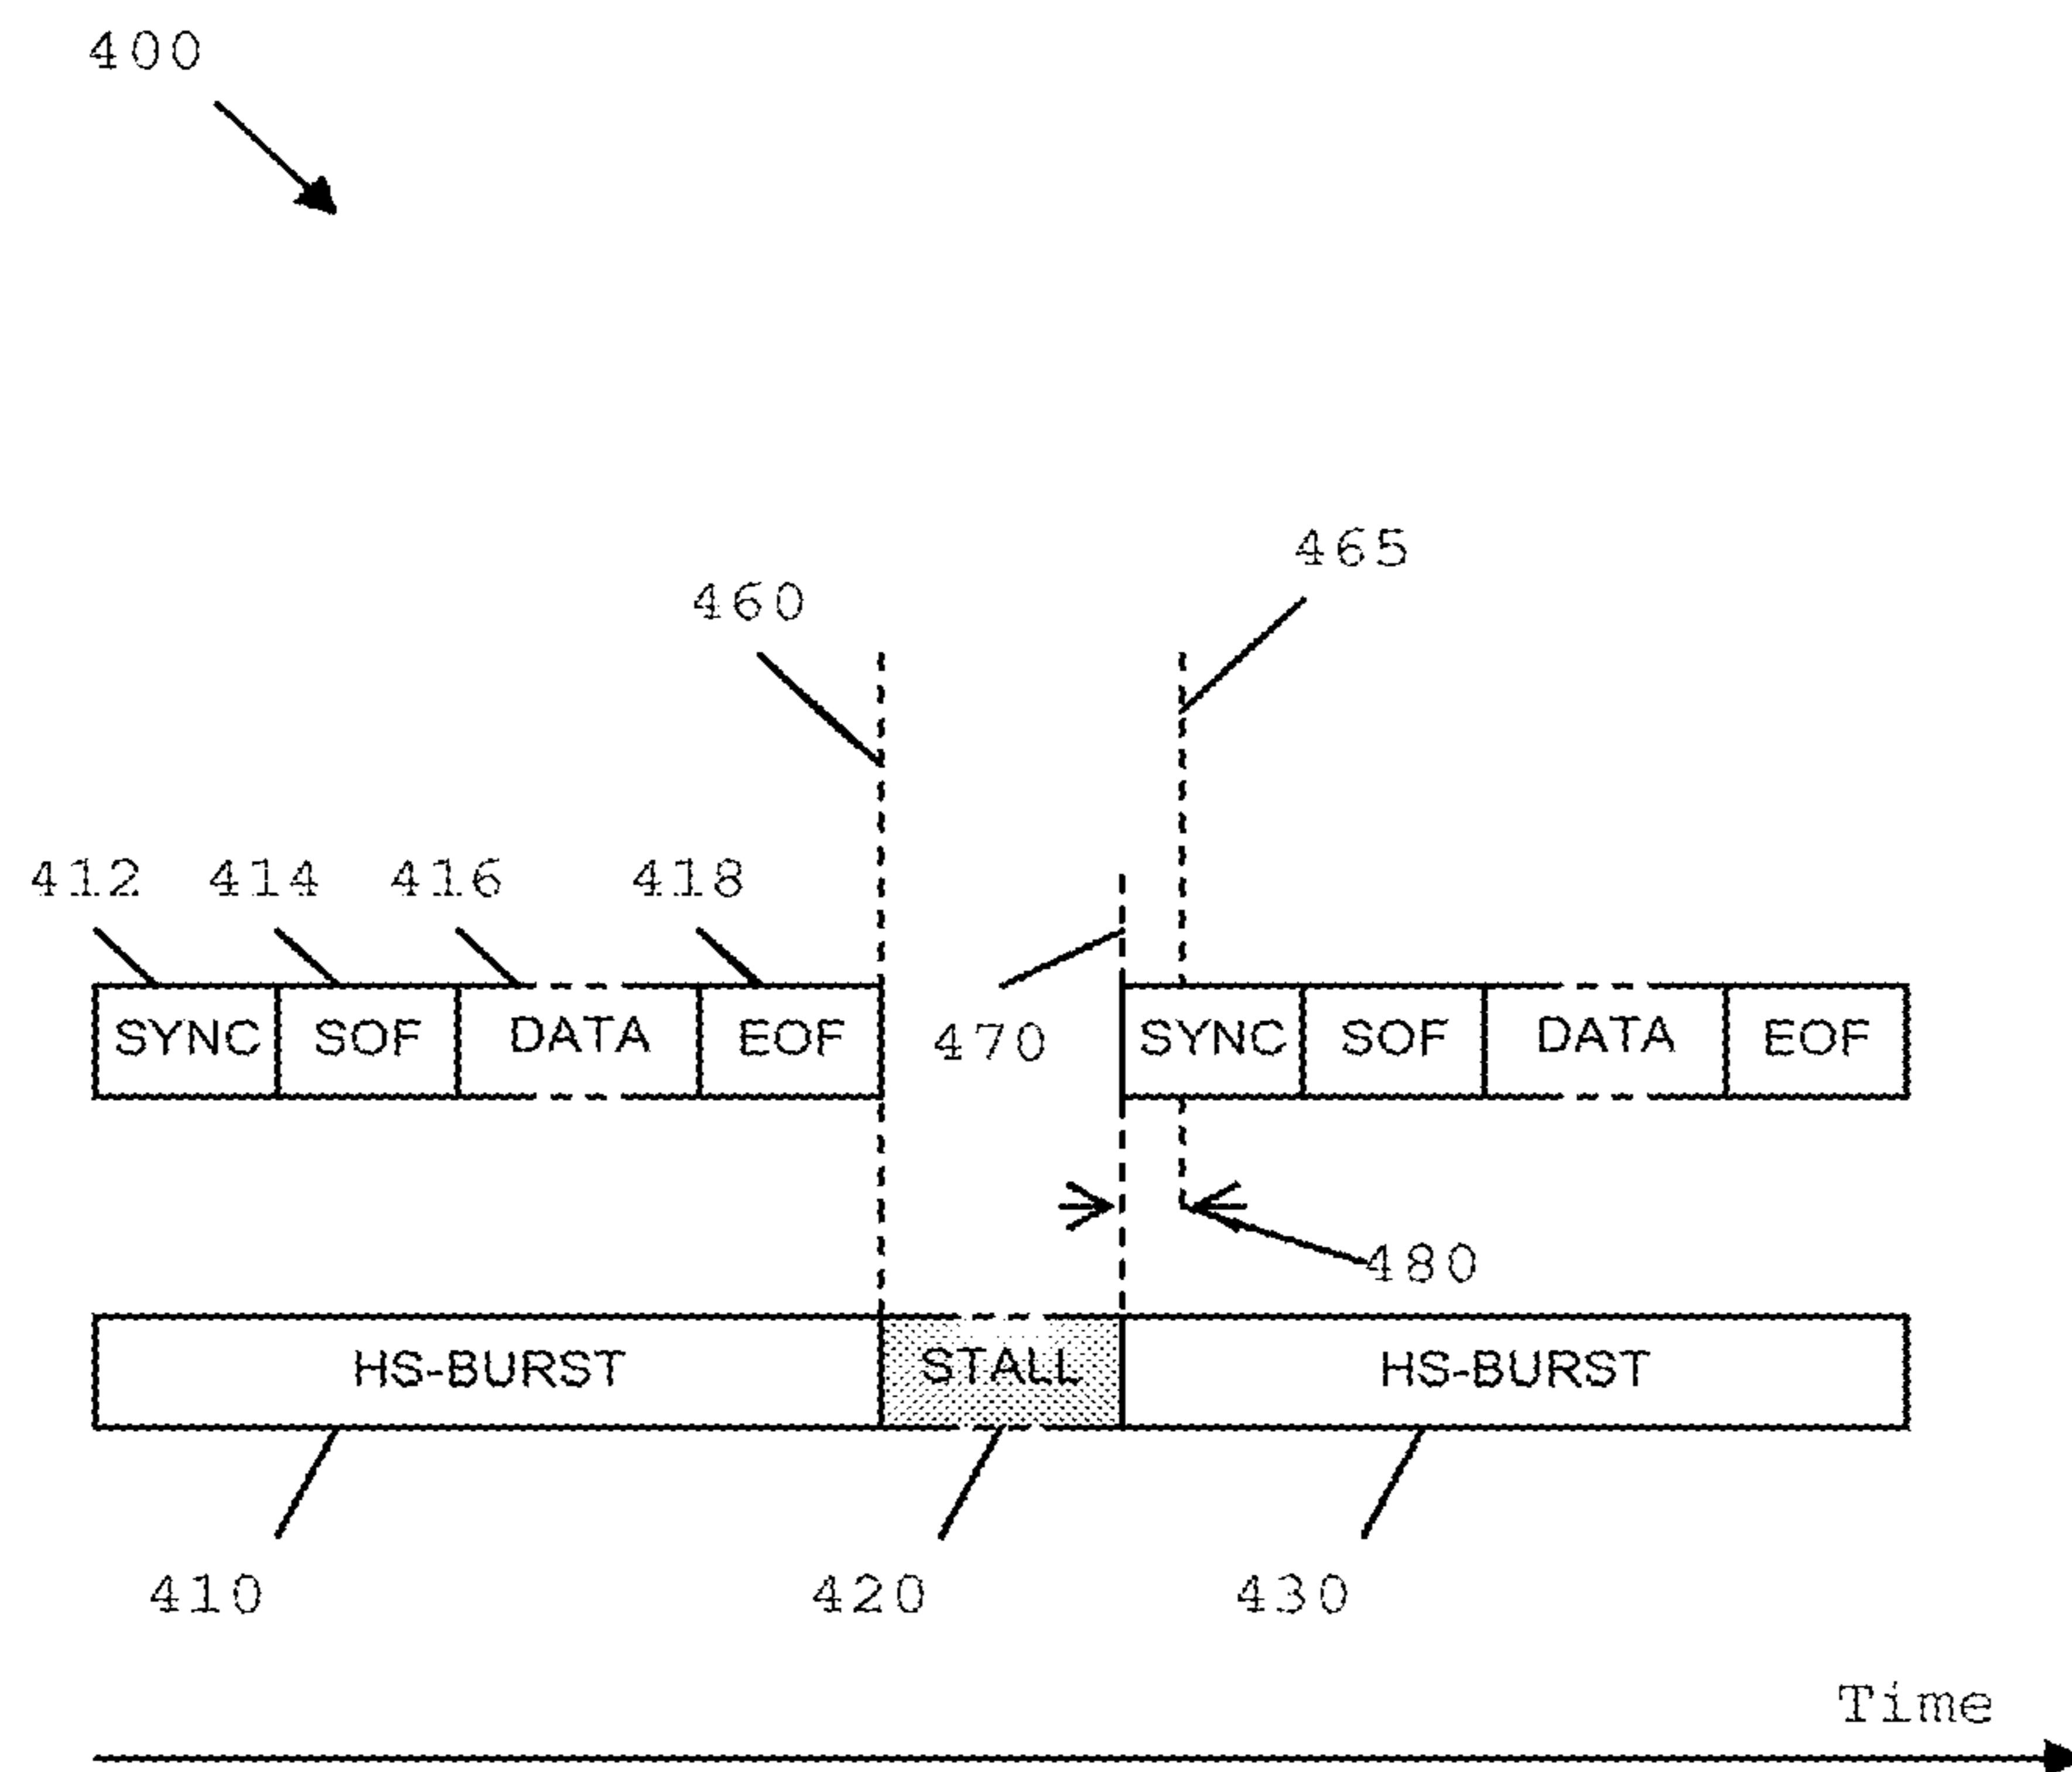 400
465
460
412 414 416 418
SYNC SOF DATA EOF 470 SYNC SOF DATA EOF
480
HS-BURST STALL HS-BURST
410 420 430
Time